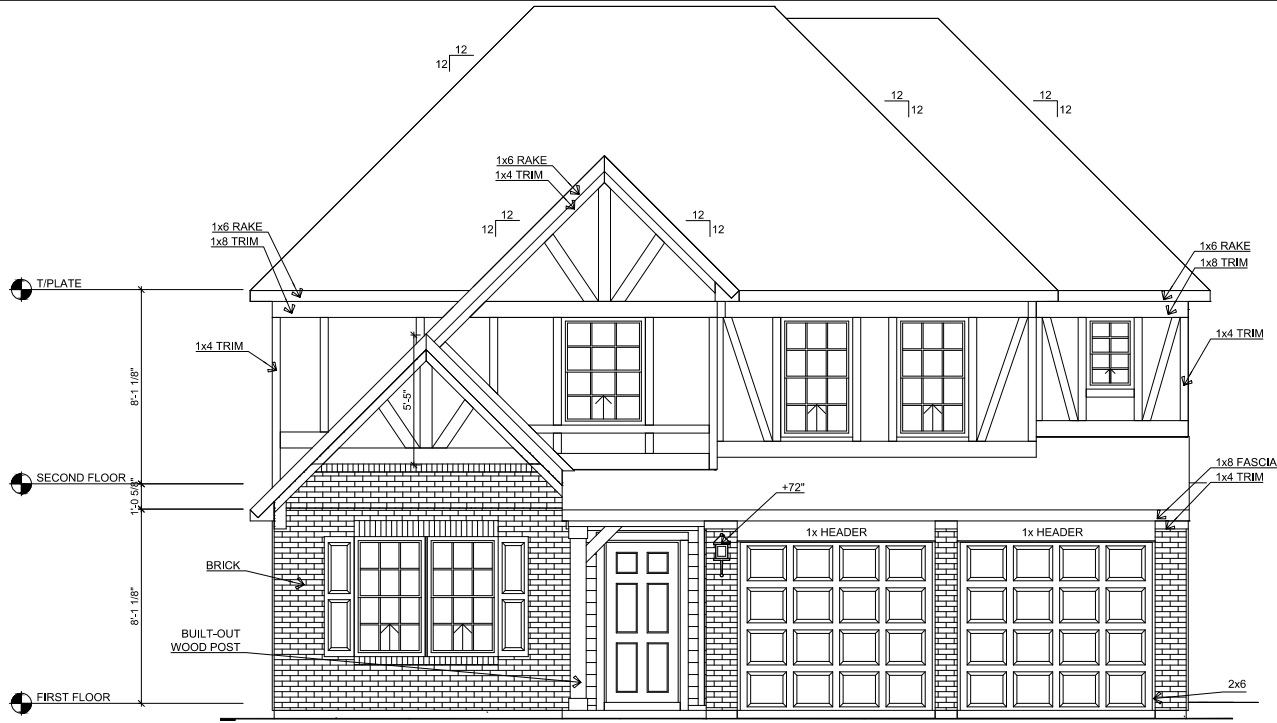 12
12
12
12
12
12
1x6 RAKE
1x4 TRIM
12
12
12
12
1x6 RAKE
1x8 TRIM
1x6 RAKE
1x8 TRIM
T/PLATE
1x4 TRIM
1x4 TRIM
8'-1 1/8"
5'-5"
SECOND FLOOR
1'-0 5/8"
1x8 FASCIA
1x4 TRIM
+72"
1x HEADER
1x HEADER
BRICK
8'-1 1/8"
BUILT-OUT
WOOD POST
FIRST FLOOR
2x6